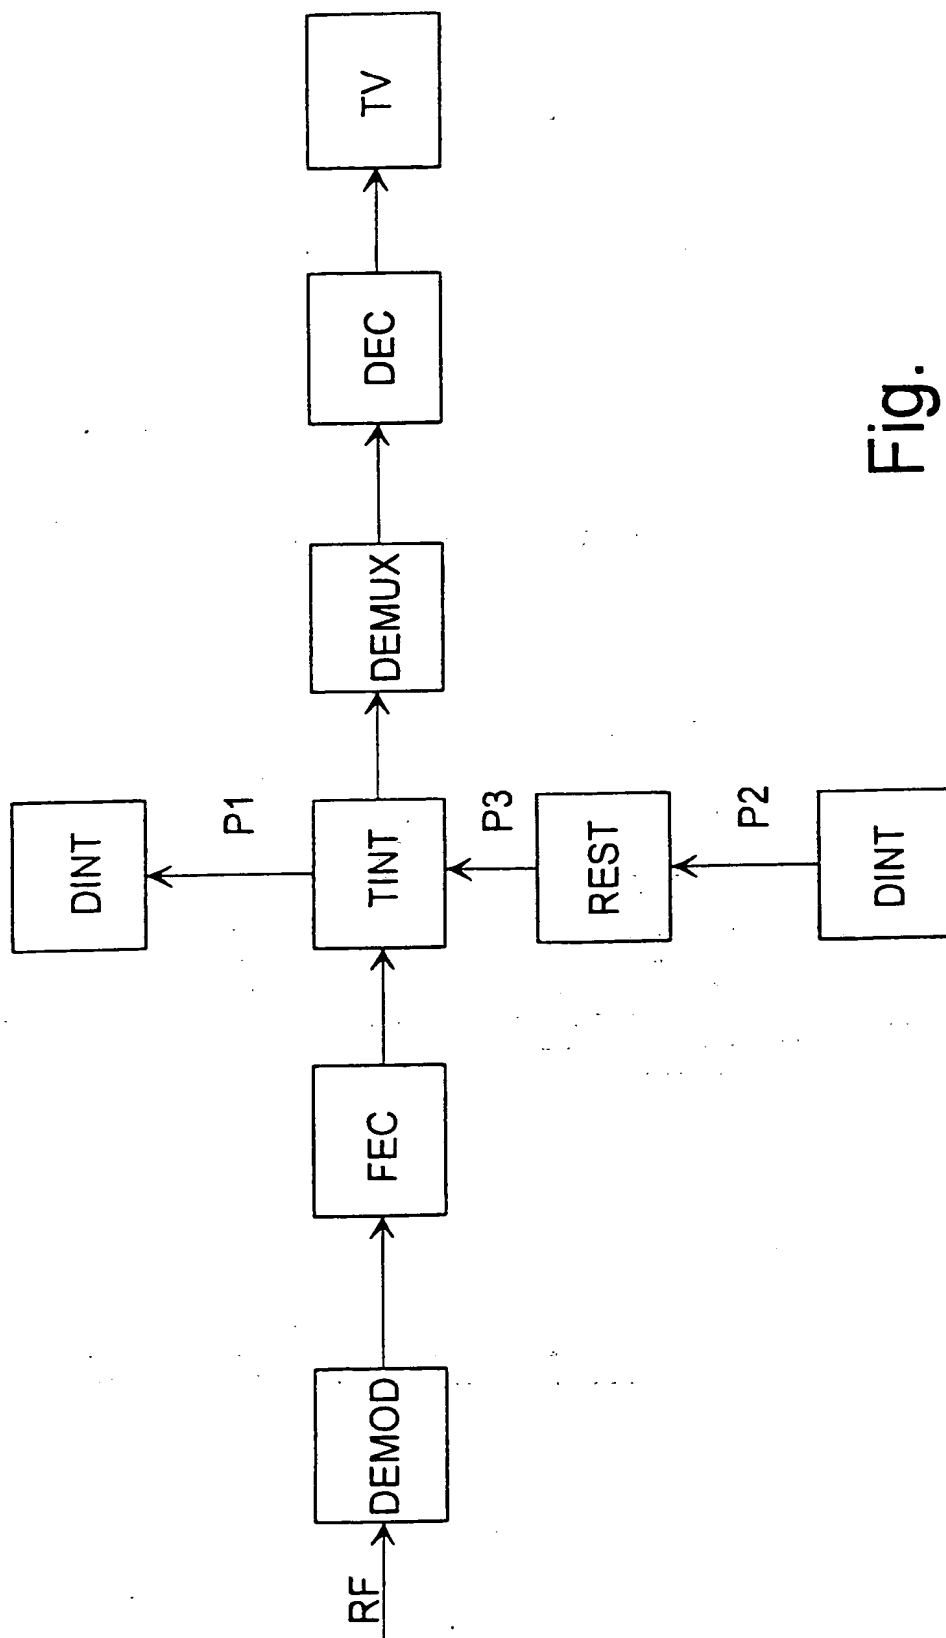 DINT
P1
RF
DEMOD
FEC
TINT
DEMUX
DEC
TV
P3
REST
P2
DINT
Fig.